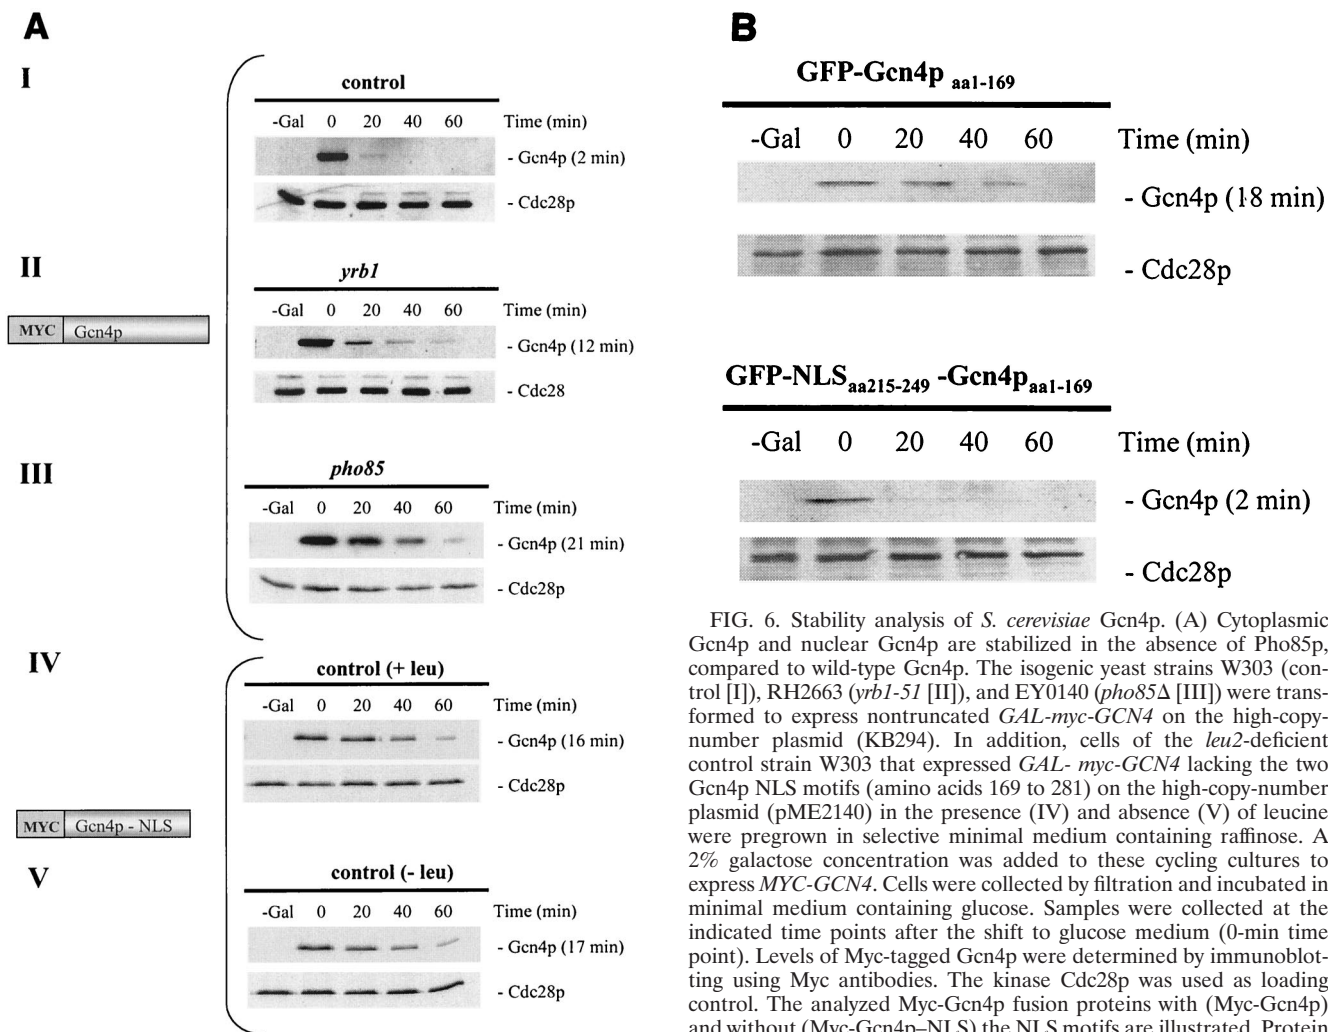 A
I
control
-Gal 0 20 40 60 Time (min)
- Gcn4p (2 min)
- Cdc28p
II
yrb1
-Gal 0 20 40 60 Time (min)
MYC Gcn4p
- Gcn4p (12 min)
- Cdc28
III
pho85
-Gal 0 20 40 60 Time (min)
- Gcn4p (21 min)
- Cdc28p
IV
control (+ leu)
-Gal 0 20 40 60 Time (min)
- Gcn4p (16 min)
- Cdc28p
MYC Gcn4p - NLS
V
control (- leu)
-Gal 0 20 40 60 Time (min)
- Gcn4p (17 min)
- Cdc28p
B
GFP-Gcn4p aa1-169
-Gal 0 20 40 60 Time (min)
- Gcn4p (18 min)
- Cdc28p
GFP-NLSaa215-249 -Gcn4paa1-169
-Gal 0 20 40 60 Time (min)
- Gcn4p (2 min)
- Cdc28p
FIG. 6. Stability analysis of S. cerevisiae Gcn4p. (A) Cytoplasmic
Gcn4p and nuclear Gcn4p are stabilized in the absence of Pho85p,
compared to wild-type Gcn4p. The isogenic yeast strains W303 (con-
trol [I]), RH2663 (yrb1-51 [II]), and EY0140 (pho85Δ [III]) were trans-
formed to express nontruncated GAL-myc-GCN4 on the high-copy-
number plasmid (KB294). In addition, cells of the leu2-deficient
control strain W303 that expressed GAL- myc-GCN4 lacking the two
Gcn4p NLS motifs (amino acids 169 to 281) on the high-copy-number
plasmid (pME2140) in the presence (IV) and absence (V) of leucine
were pregrown in selective minimal medium containing raffinose. A
2% galactose concentration was added to these cycling cultures to
express MYC-GCN4. Cells were collected by filtration and incubated in
minimal medium containing glucose. Samples were collected at the
indicated time points after the shift to glucose medium (0-min time
point). Levels of Myc-tagged Gcn4p were determined by immunoblot-
ting using Myc antibodies. The kinase Cdc28p was used as loading
control. The analyzed Myc-Gcn4p fusion proteins with (Myc-Gcn4p)
and without (Myc-Gcn4p–NLS) the NLS motifs are illustrated. Protein